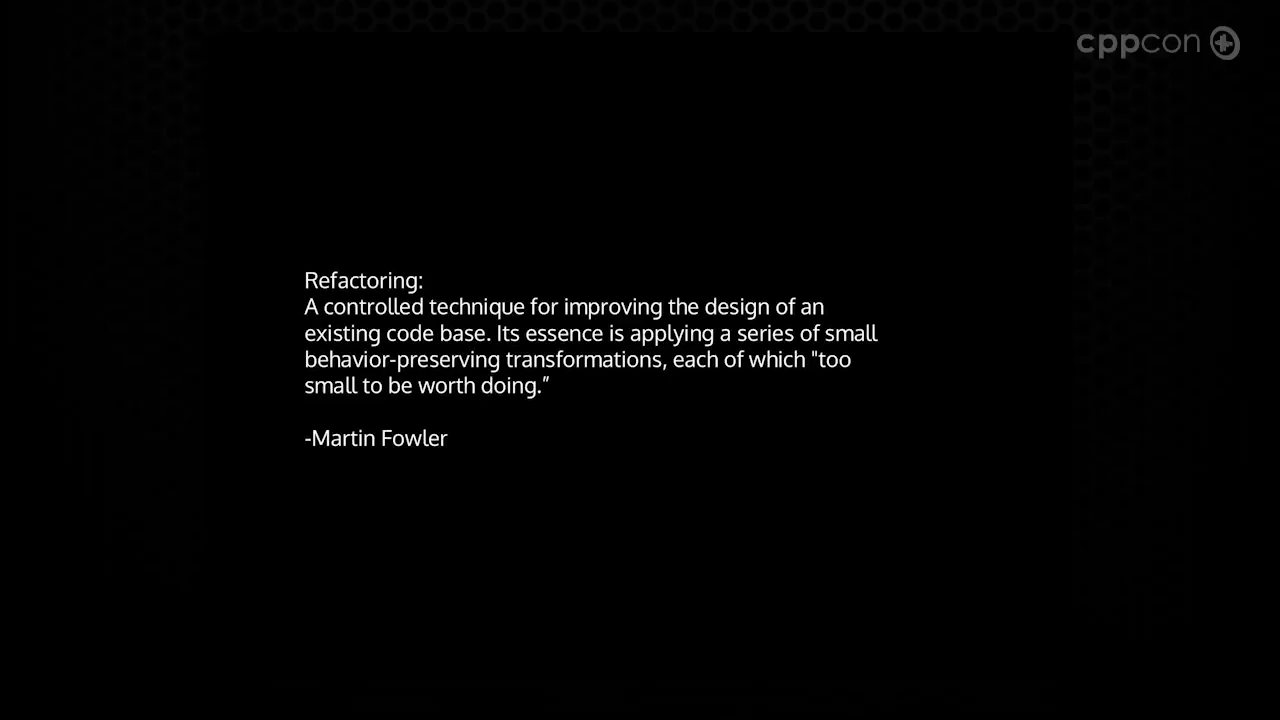 cppcon
Refactoring:
A controlled technique for improving the design of an
existing code base. Its essence is applying a series of small
behavior-preserving transformations, each of which "too
small to be worth doing."
-Martin Fowler